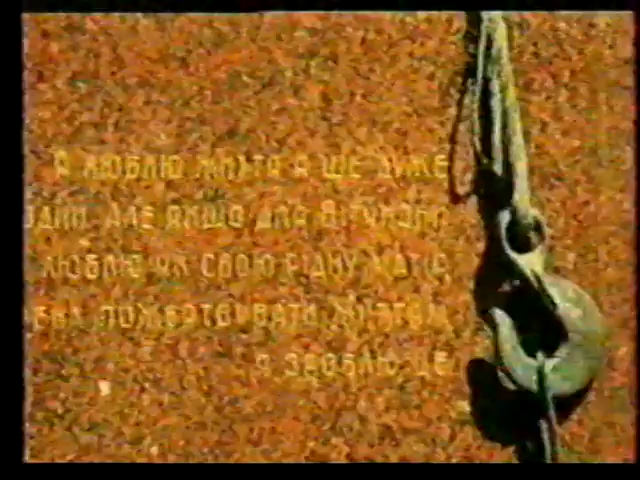 Я ЛЮБЛЮ ЖИТТЯ Я ЩЕ ДУЖЕ
АЛЕ ЯКЩО ДЛЯ ВІТЧИЗНИ
ЛЮБЛЮ ЯК СВОЮ РІДНУ МАТІР
ПОЖЕРТВУВАТИ ЖИТТЯМ
Я ЗРОБЛЮ ЦЕ